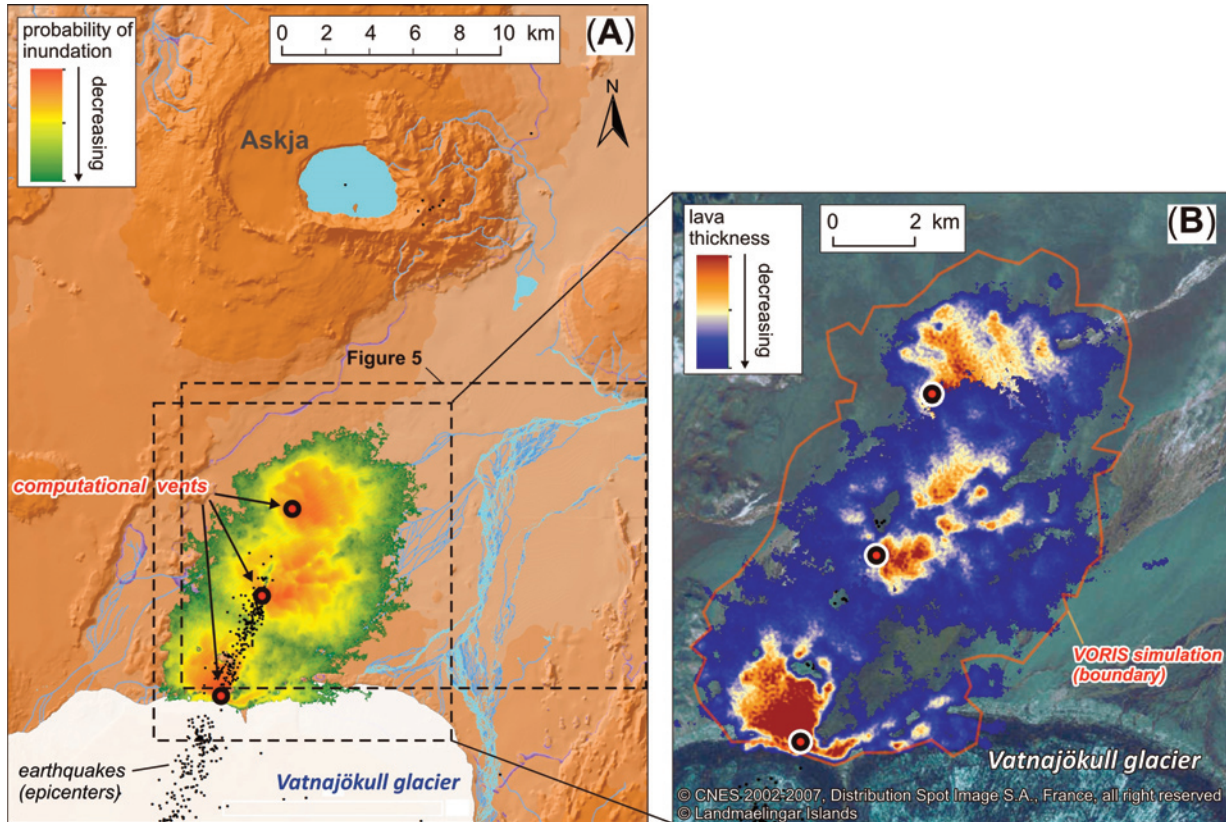 probability of
inundation
decreasing
0 2 4 6 8 10 km
(A)
N
Askja
Figure 5
computational vents
earthquakes
(epicenters)
Vatnajökull glacier
lava
thickness
decreasing
0 2 km
(B)
VORIS simulation
(boundary)
Vatnajökull glacier
© CNES 2002-2007, Distribution Spot Image S.A., France, all right reserved
© Landmaelingar Islands